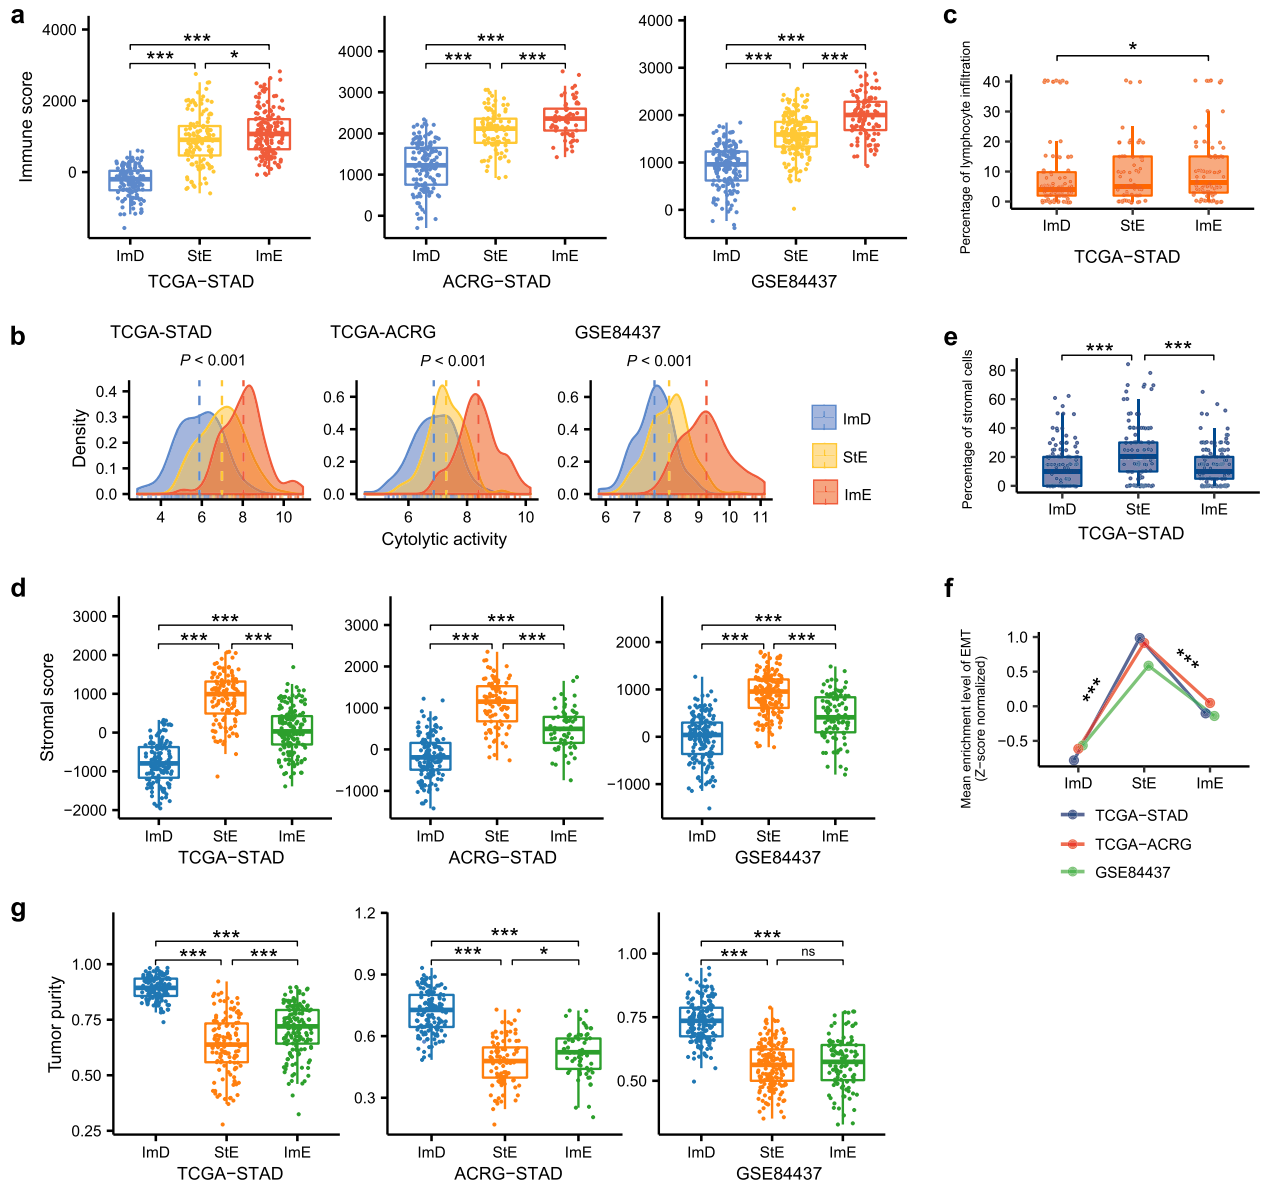 a
Immune score
4000
2000
0
*** 
*** *
ImD StE ImE
TCGA−STAD
4000
3000
2000
1000
0
***
*** ***
ImD StE ImE
ACRG−STAD
4000
3000
2000
1000
0
***
*** ***
ImD StE ImE
GSE84437
c
Percentage of lymphocyte infiltration
40
30
20
10
0
*
ImD StE ImE
TCGA−STAD
b
TCGA-STAD TCGA-ACRG GSE84437
P < 0.001 P < 0.001 P < 0.001
Density
0.4
0.3
0.2
0.1
0.0
4 6 8 10
0.6
0.4
0.2
0.0
6 8 10
0.6
0.4
0.2
0.0
6 7 8 9 10 11
Cytolytic activity
ImD
StE
ImE
e
Percentage of stromal cells
80
60
40
20
0
*** ***
ImD StE ImE
TCGA−STAD
d
Stromal score
3000
2000
1000
0
−1000
−2000
***
*** ***
ImD StE ImE
TCGA−STAD
3000
2000
1000
0
−1000
***
*** ***
ImD StE ImE
ACRG−STAD
2000
1000
0
−1000
***
*** ***
ImD StE ImE
GSE84437
f
Mean enrichment level of EMT
(Z−score normalized)
1.0
0.5
0.0
−0.5
*** ***
ImD StE ImE
TCGA−STAD
TCGA−ACRG
GSE84437
g
Tumor purity
1.00
0.75
0.50
0.25
***
*** ***
ImD StE ImE
TCGA−STAD
1.2
0.9
0.6
0.3
***
*** *
ImD StE ImE
ACRG−STAD
1.00
0.75
0.50
***
*** ns
ImD StE ImE
GSE84437